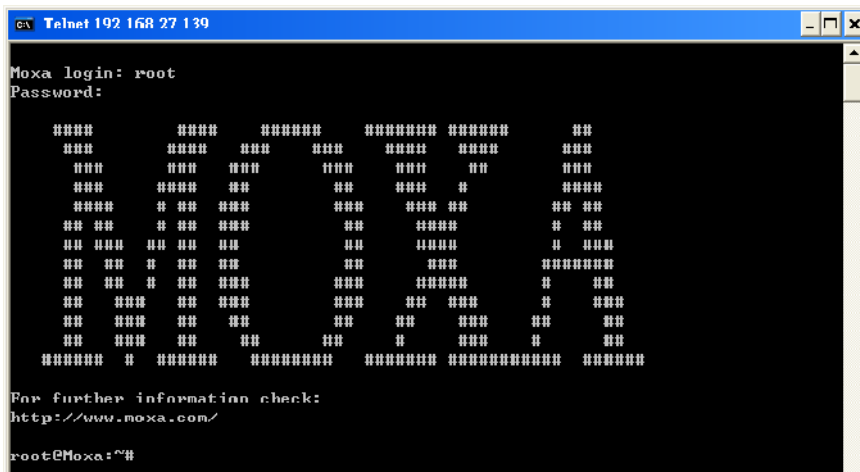 Telnet 192.168.27.139
Moxa login: root
Password:
MOXA
For further information check:
http://www.moxa.com/
root@Moxa:~#